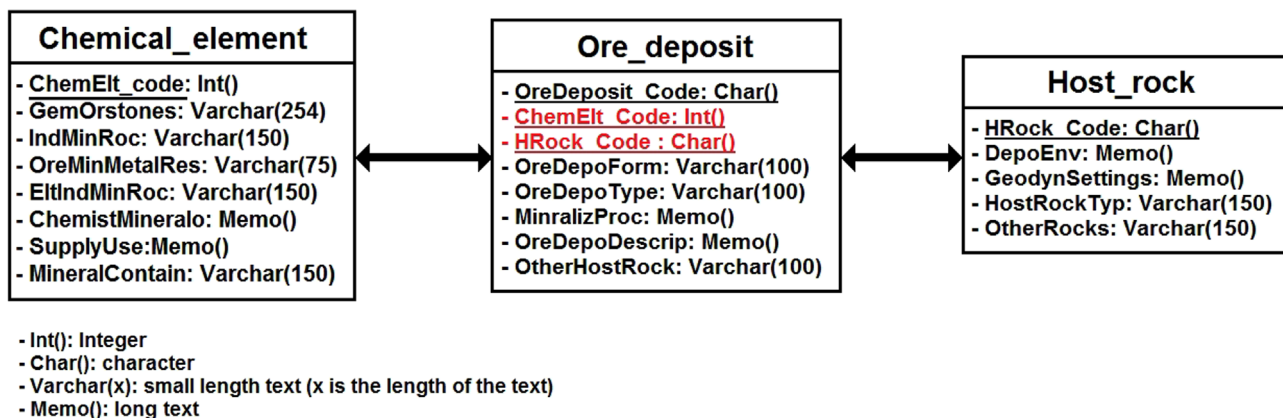 Chemical_element
- ChemElt_code: Int()
- GemOrstones: Varchar(254)
- IndMinRoc: Varchar(150)
- OreMinMetalRes: Varchar(75)
- EltIndMinRoc: Varchar(150)
- ChemistMineralo: Memo()
- SupplyUse:Memo()
- MineralContain: Varchar(150)
Ore_deposit
- OreDeposit_Code: Char()
- ChemElt_Code: Int()
- HRock_Code : Char()
- OreDepoForm: Varchar(100)
- OreDepoType: Varchar(100)
- MinralizProc: Memo()
- OreDepoDescrip: Memo()
- OtherHostRock: Varchar(100)
Host_rock
- HRock_Code: Char()
- DepoEnv: Memo()
- GeodynSettings: Memo()
- HostRockTyp: Varchar(150)
- OtherRocks: Varchar(150)
- Int(): Integer
- Char(): character
- Varchar(x): small length text (x is the length of the text)
- Memo(): long text